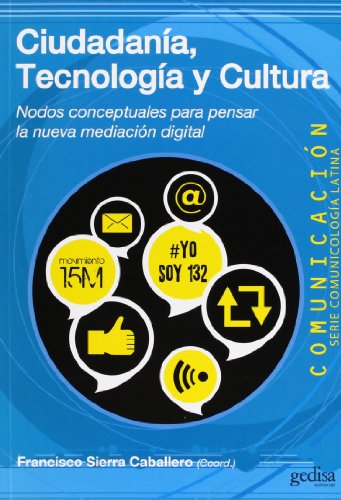 Ciudadanía,
Tecnología y Cultura
Nodos conceptuales para pensar
la nueva mediación digital
COMUNICACIÓN
SERIE COMUNICOLOGÍA LATINA
@
movimiento
15M
#YO
SOY 132
Francisco Sierra Caballero (Coord.)
gedisa
editorial